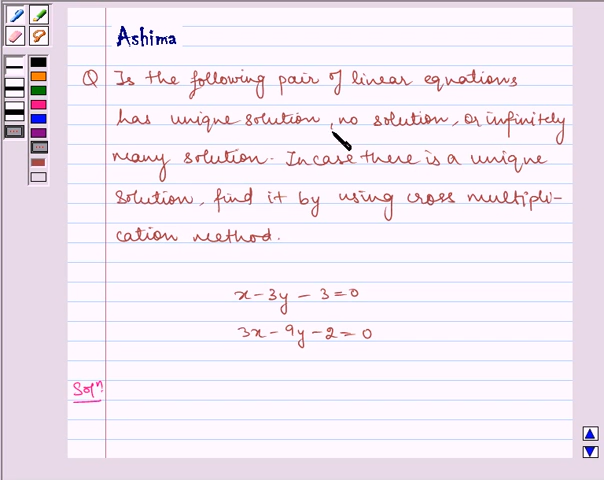 Ashima
Q Is the following pair of linear equations
has unique solution, no solution, or infinitely
many solution. Incase there is a unique
solution, find it by using cross multipli-
cation method.
x - 3y - 3 = 0
3x - 9y - 2 = 0
Solⁿ